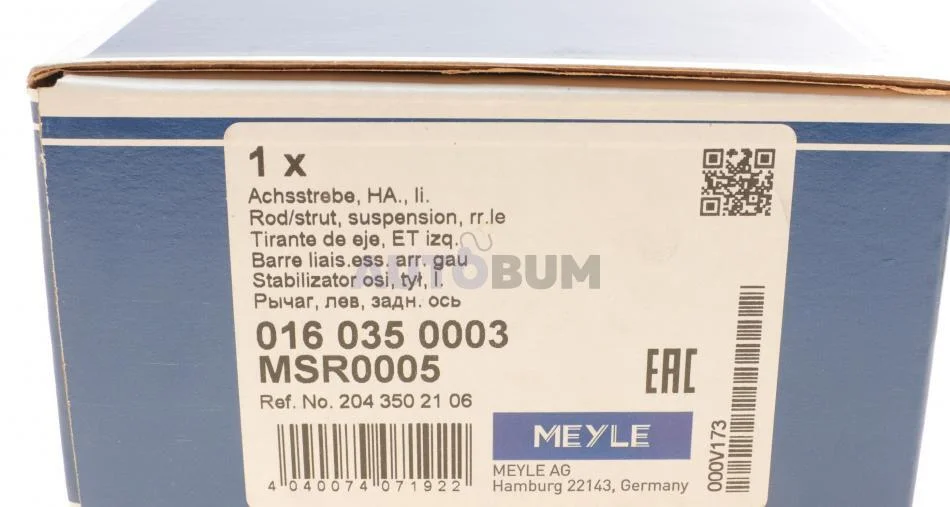 1 x
Achsstrebe, HA., li.
Rod/strut, suspension, rr.le
Tirante de eje, ET izq.
Barre liais.ess. arr. gau
AUTOBUM
Stabilizator osi, tył, l.
Рычаг, лев, задн. ось
016 035 0003
MSR0005
EAC
Ref. No. 204 350 21 06
MEYLE
4 040074 071922
MEYLE AG
Hamburg 22143, Germany
000V173